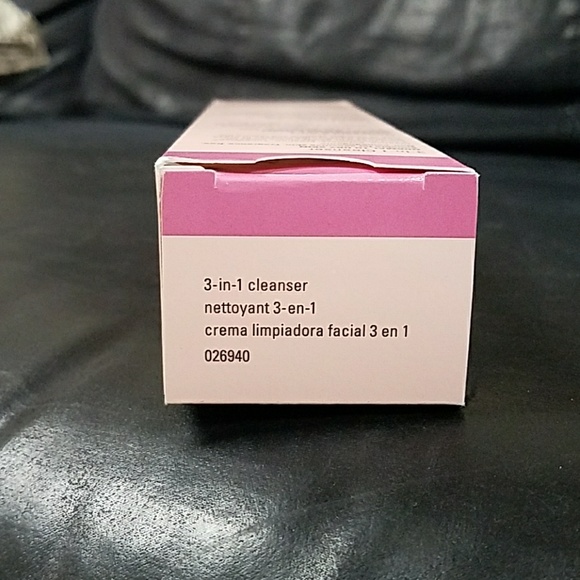 3-in-1 cleanser
nettoyant 3-en-1
crema limpiadora facial 3 en 1
026940